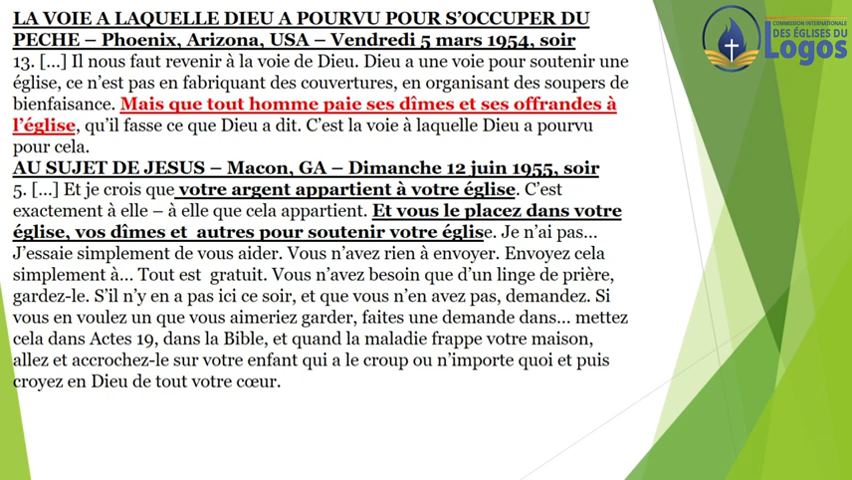 LA VOIE A LAQUELLE DIEU A POURVU POUR S’OCCUPER DU
PECHE – Phoenix, Arizona, USA – Vendredi 5 mars 1954, soir
13. […] Il nous faut revenir à la voie de Dieu. Dieu a une voie pour soutenir une
église, ce n’est pas en fabriquant des couvertures, en organisant des soupers de
bienfaisance. Mais que tout homme paie ses dîmes et ses offrandes à
l’église, qu’il fasse ce que Dieu a dit. C’est la voie à laquelle Dieu a pourvu
pour cela.
AU SUJET DE JESUS – Macon, GA – Dimanche 12 juin 1955, soir
5. […] Et je crois que votre argent appartient à votre église. C’est
exactement à elle – à elle que cela appartient. Et vous le placez dans votre
église, vos dîmes et autres pour soutenir votre église. Je n’ai pas…
J’essaie simplement de vous aider. Vous n’avez rien à envoyer. Envoyez cela
simplement à… Tout est gratuit. Vous n’avez besoin que d’un linge de prière,
gardez-le. S’il n’y en a pas ici ce soir, et que vous n’en avez pas, demandez. Si
vous en voulez un que vous aimeriez garder, faites une demande dans… mettez
cela dans Actes 19, dans la Bible, et quand la maladie frappe votre maison,
allez et accrochez-le sur votre enfant qui a le croup ou n’importe quoi et puis
croyez en Dieu de tout votre cœur.
COMMISSION INTERNATIONALE
DES ÉGLISES DU
Logos